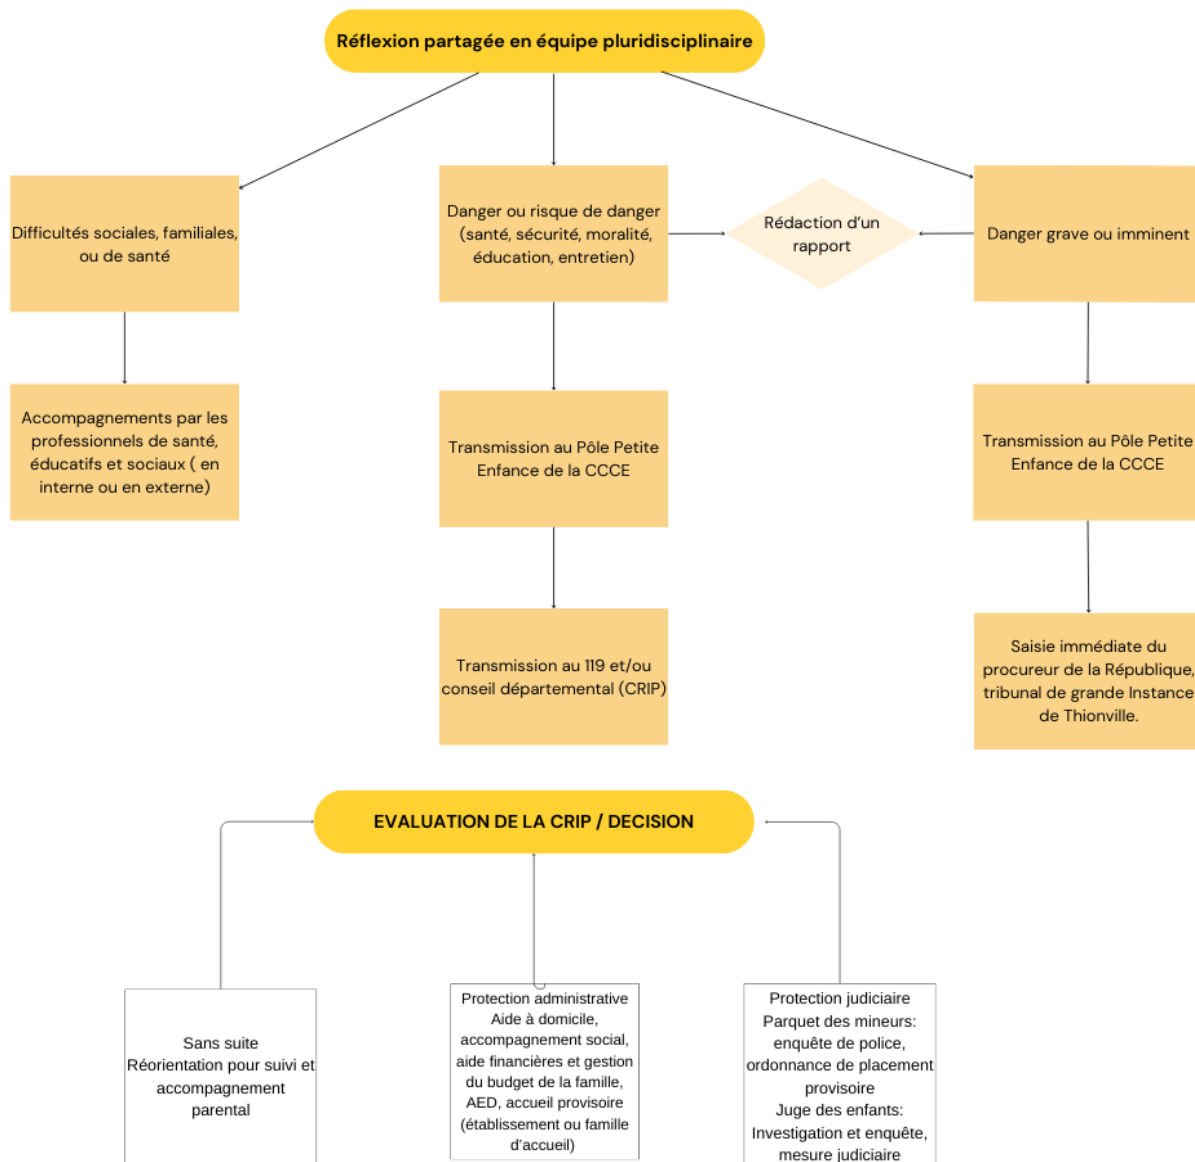 Réflexion partagée en équipe pluridisciplinaire
Difficultés sociales, familiales,
ou de santé
Danger ou risque de danger
(santé, sécurité, moralité,
éducation, entretien)
Rédaction d'un
rapport
Danger grave ou imminent
Accompagnements par les
professionnels de santé,
éducatifs et sociaux ( en
interne ou en externe)
Transmission au Pôle Petite
Enfance de la CCCE
Transmission au Pôle Petite
Enfance de la CCCE
Transmission au 119 et/ou
conseil départemental (CRIP)
Saisie immédiate du
procureur de la République,
tribunal de grande Instance
de Thionville.
EVALUATION DE LA CRIP / DECISION
Sans suite
Réorientation pour suivi et
accompagnement
parental
Protection administrative
Aide à domicile,
accompagnement social,
aide financières et gestion
du budget de la famille,
AED, accueil provisoire
(établissement ou famille
d'accueil)
Protection judiciaire
Parquet des mineurs:
enquête de police,
ordonnance de placement
provisoire
Juge des enfants:
Investigation et enquête,
mesure judiciaire